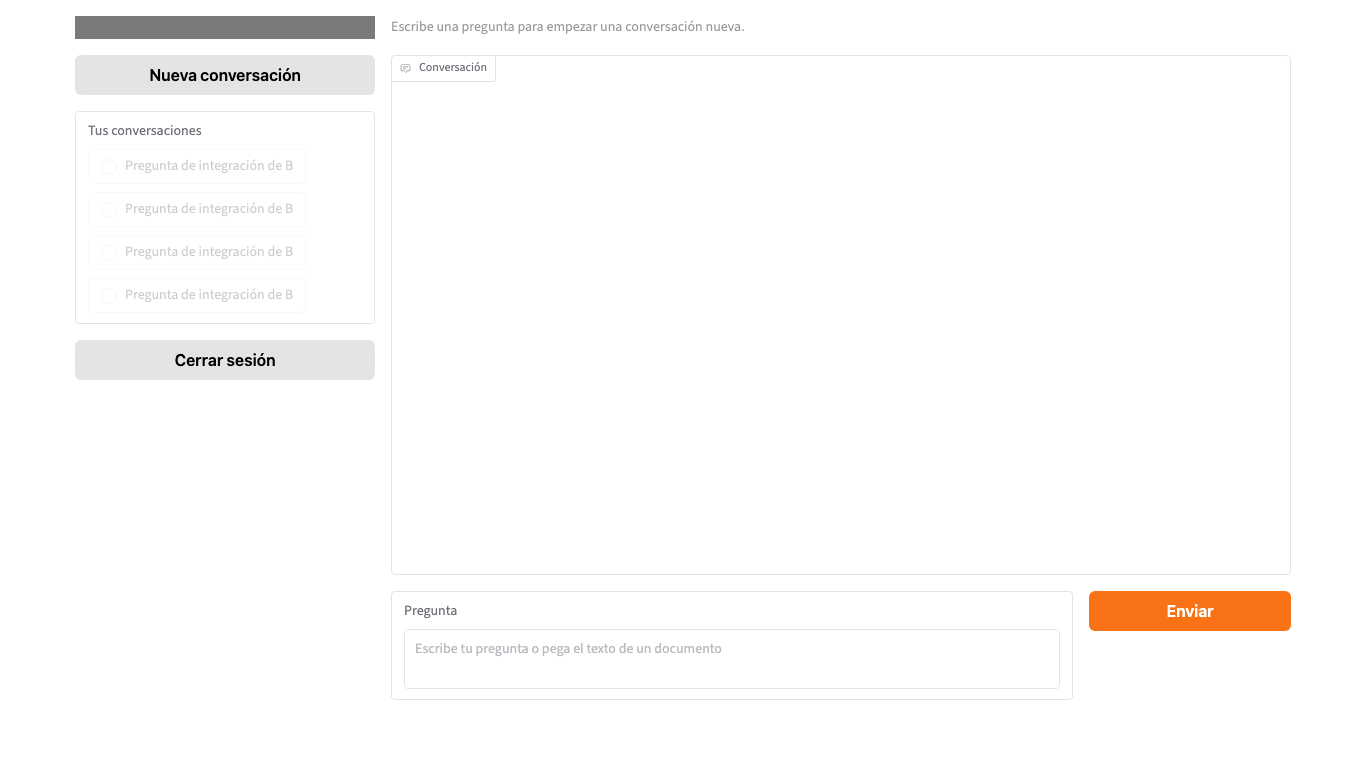 Escribe una pregunta para empezar una conversación nueva.
Nueva conversación
Tus conversaciones
Pregunta de integración de B
Pregunta de integración de B
Pregunta de integración de B
Pregunta de integración de B
Cerrar sesión
Conversación
Pregunta
Escribe tu pregunta o pega el texto de un documento
Enviar